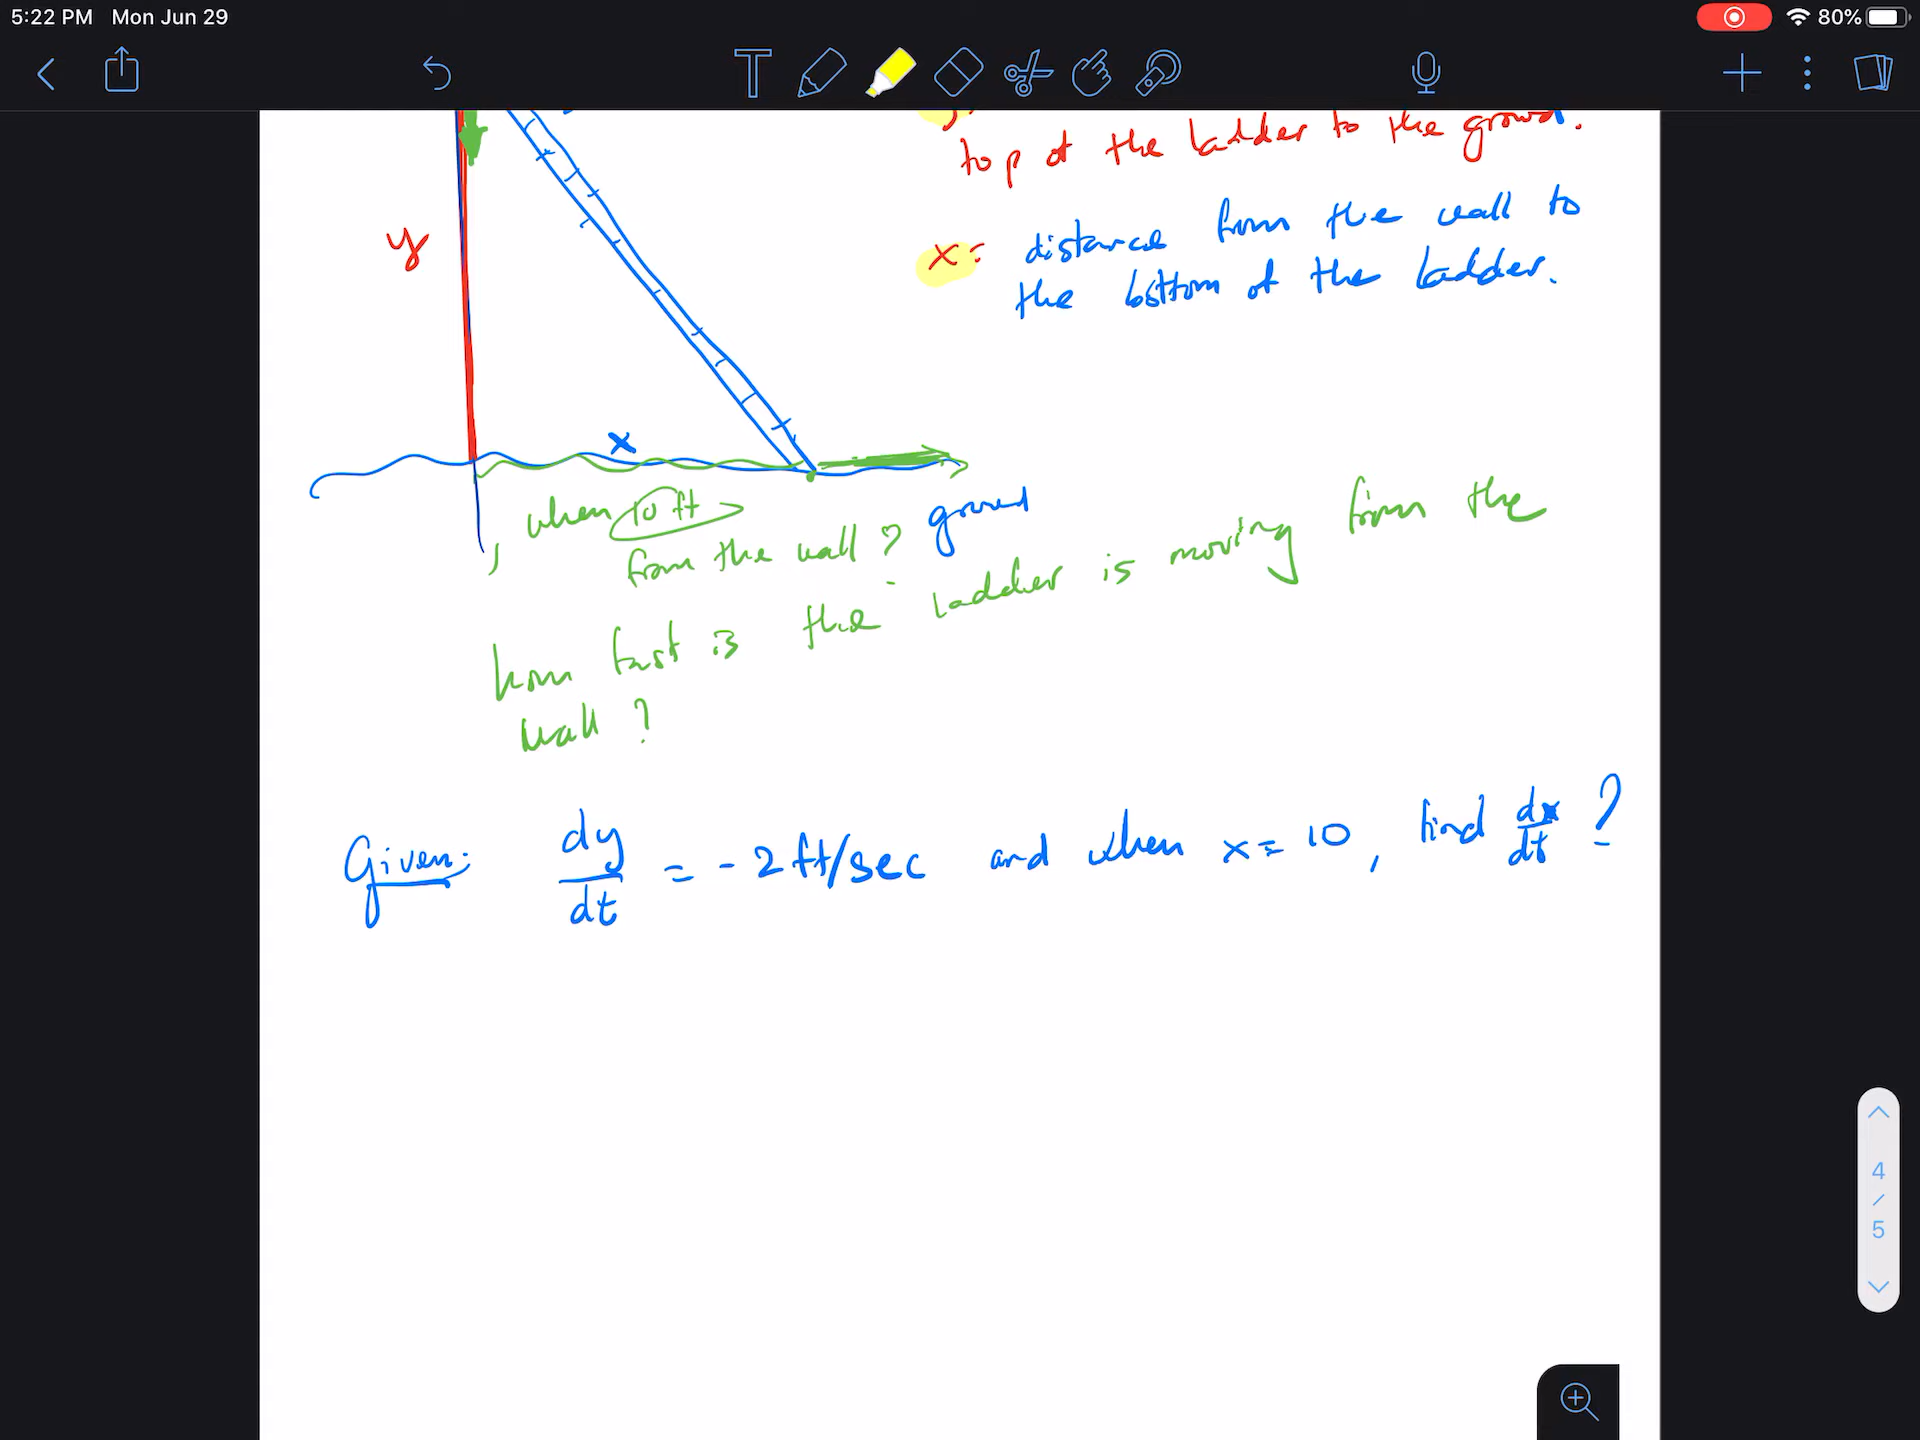 5:22 PM Mon Jun 29
80%
T
top of the ladder to the ground.
y
x: distance from the wall to
the bottom of the ladder.
x
, when 10 ft
from the wall?
ground
how fast is the ladder is moving from the
wall?
Given: dy/dt = -2 ft/sec and when x = 10, find dx/dt ?
4
/
5